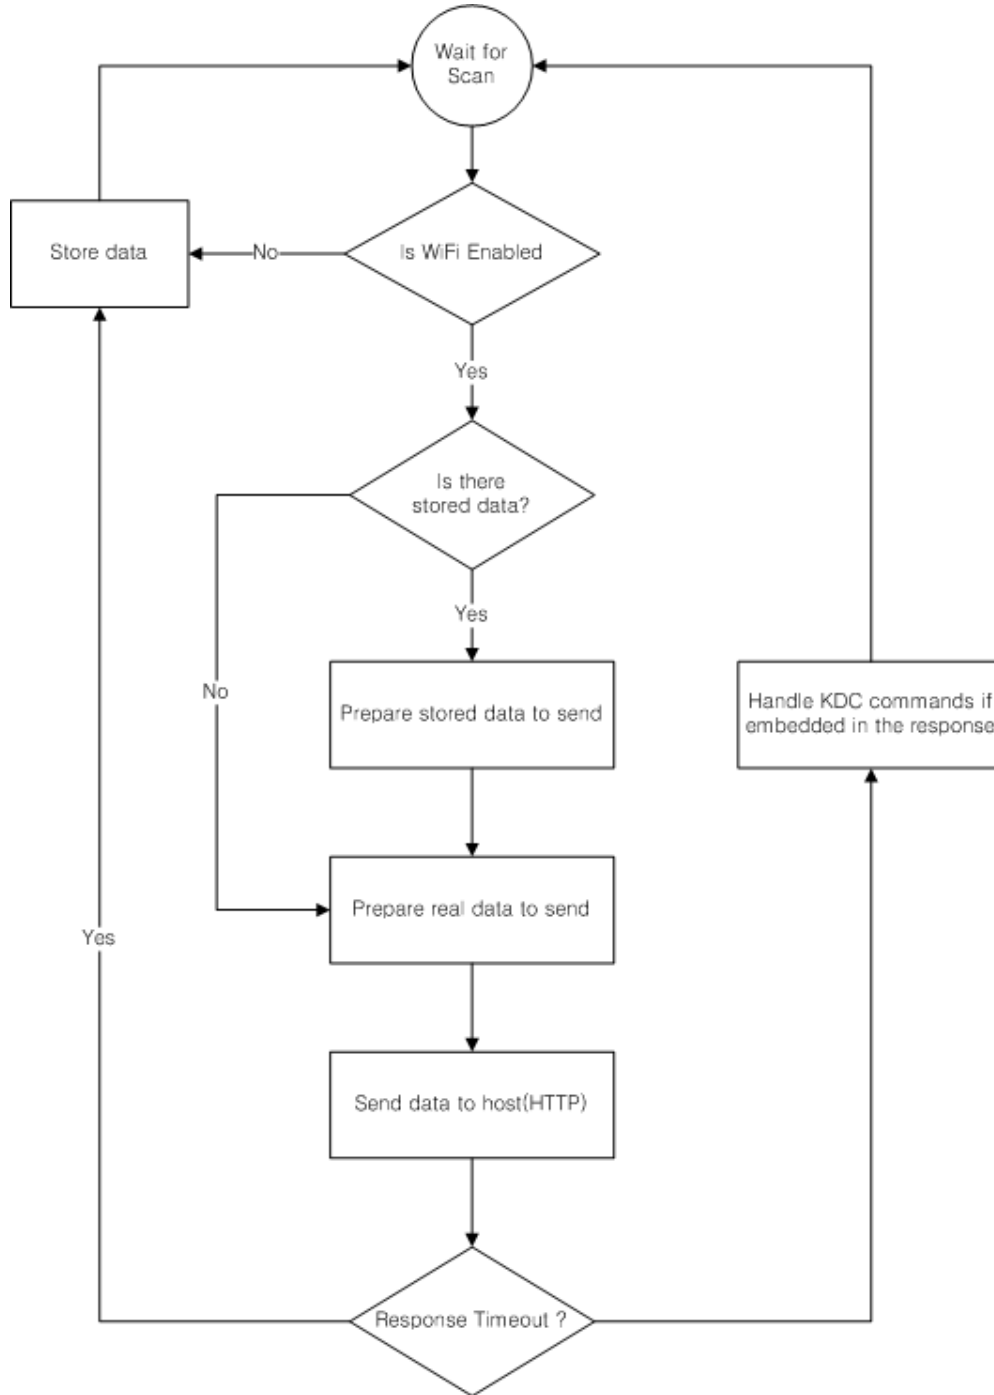 Wait for
Scan
Store data
No
Is WiFi Enabled
Yes
Is there
stored data?
Yes
No
Prepare stored data to send
Handle KDC commands if
embedded in the response
Prepare real data to send
Yes
Send data to host(HTTP)
Response Timeout ?